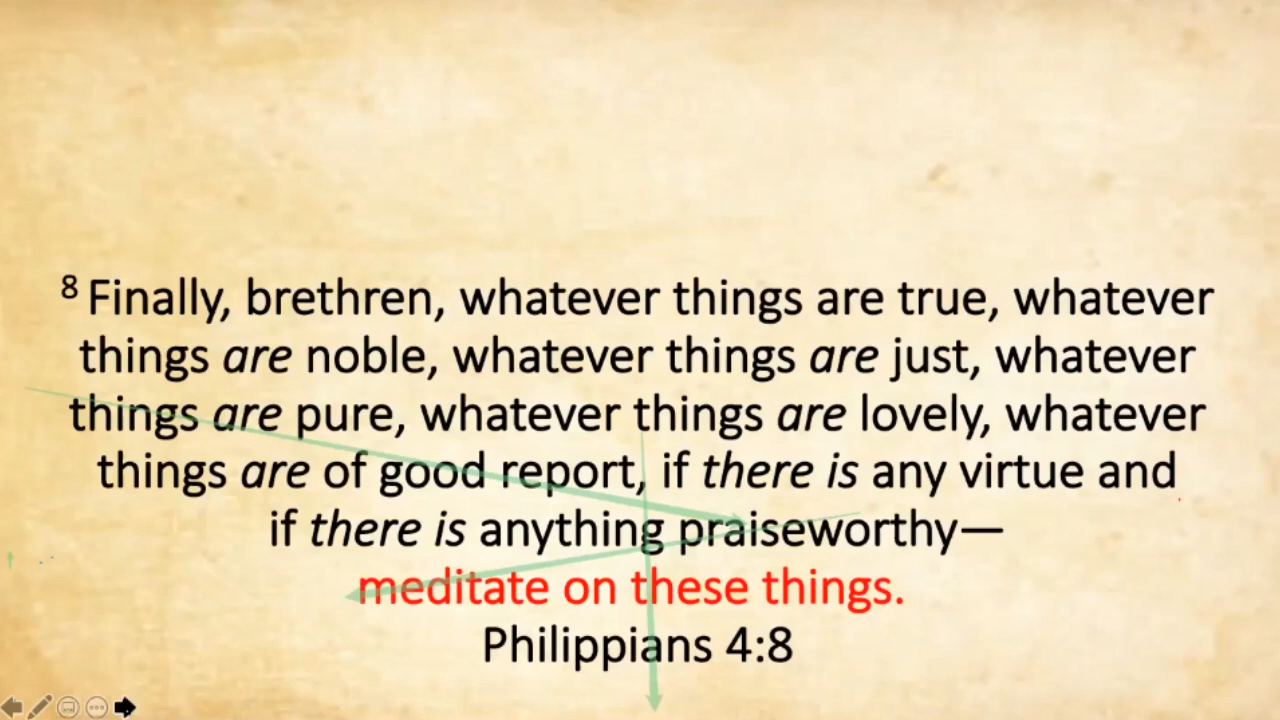 8 Finally, brethren, whatever things are true, whatever
things are noble, whatever things are just, whatever
things are pure, whatever things are lovely, whatever
things are of good report, if there is any virtue and
if there is anything praiseworthy—
meditate on these things.
Philippians 4:8